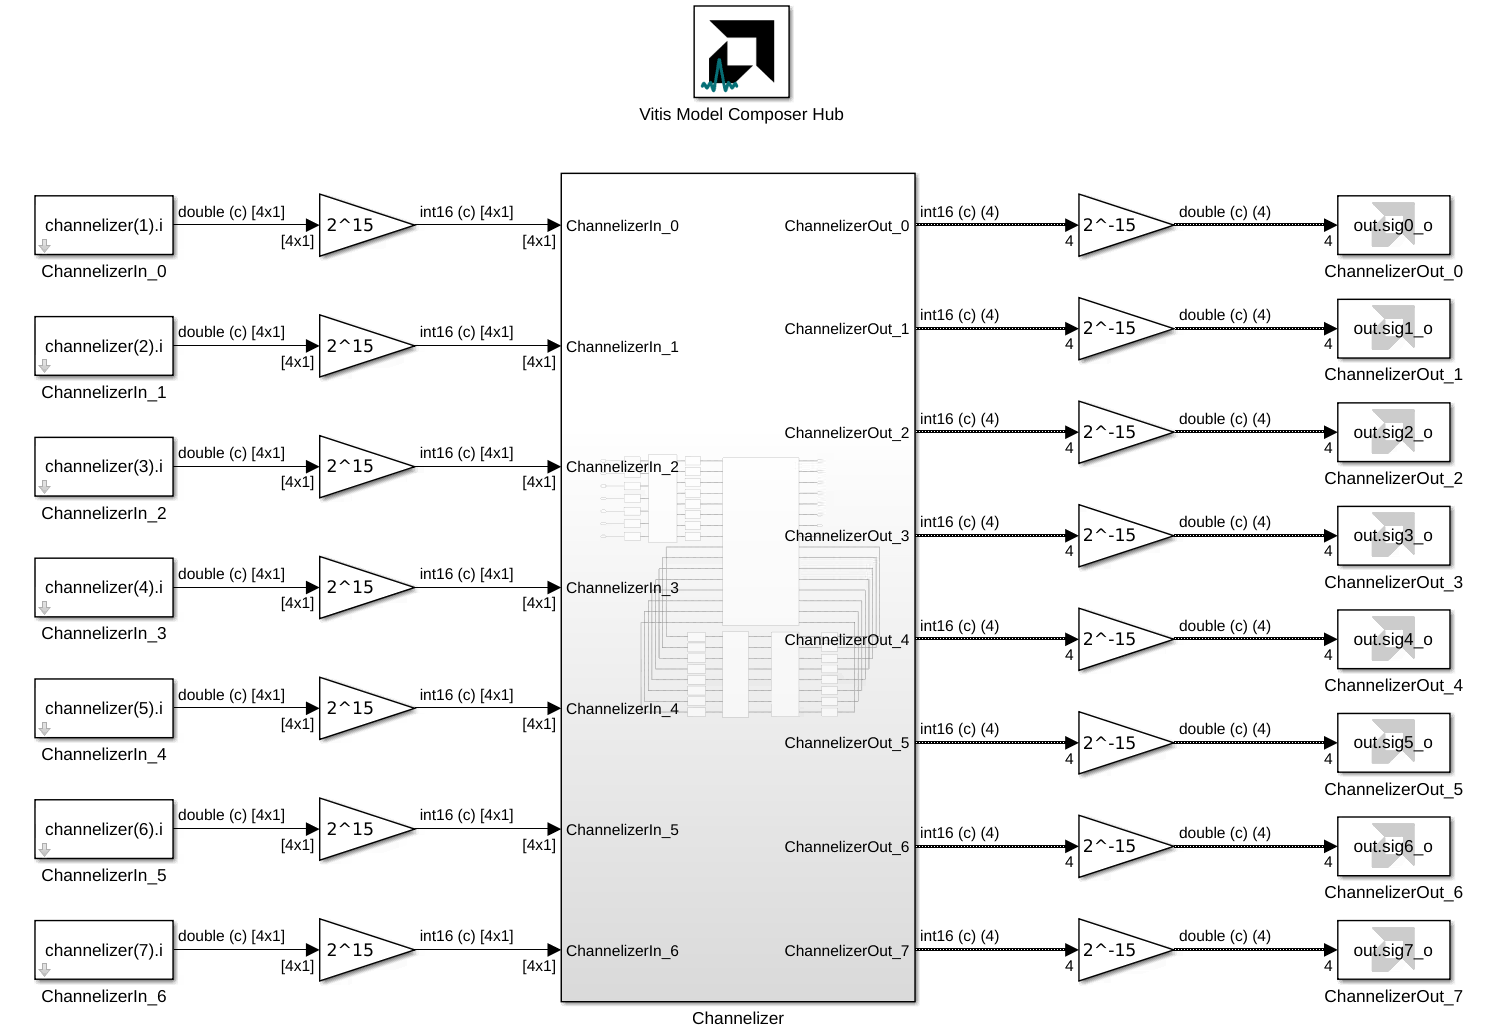 Vitis Model Composer Hub
channelizer(1).i
double (c) [4x1]
[4x1]
2^15
int16 (c) [4x1]
[4x1]
ChannelizerIn_0
ChannelizerIn_0
channelizer(2).i
double (c) [4x1]
[4x1]
2^15
int16 (c) [4x1]
[4x1]
ChannelizerIn_1
ChannelizerIn_1
channelizer(3).i
double (c) [4x1]
[4x1]
2^15
int16 (c) [4x1]
[4x1]
ChannelizerIn_2
ChannelizerIn_2
channelizer(4).i
double (c) [4x1]
[4x1]
2^15
int16 (c) [4x1]
[4x1]
ChannelizerIn_3
ChannelizerIn_3
channelizer(5).i
double (c) [4x1]
[4x1]
2^15
int16 (c) [4x1]
[4x1]
ChannelizerIn_4
ChannelizerIn_4
channelizer(6).i
double (c) [4x1]
[4x1]
2^15
int16 (c) [4x1]
[4x1]
ChannelizerIn_5
ChannelizerIn_5
channelizer(7).i
double (c) [4x1]
[4x1]
2^15
int16 (c) [4x1]
[4x1]
ChannelizerIn_6
ChannelizerIn_6
Channelizer
ChannelizerOut_0
int16 (c) (4)
4
2^-15
double (c) (4)
4
out.sig0_o
ChannelizerOut_0
ChannelizerOut_1
int16 (c) (4)
4
2^-15
double (c) (4)
4
out.sig1_o
ChannelizerOut_1
ChannelizerOut_2
int16 (c) (4)
4
2^-15
double (c) (4)
4
out.sig2_o
ChannelizerOut_2
ChannelizerOut_3
int16 (c) (4)
4
2^-15
double (c) (4)
4
out.sig3_o
ChannelizerOut_3
ChannelizerOut_4
int16 (c) (4)
4
2^-15
double (c) (4)
4
out.sig4_o
ChannelizerOut_4
ChannelizerOut_5
int16 (c) (4)
4
2^-15
double (c) (4)
4
out.sig5_o
ChannelizerOut_5
ChannelizerOut_6
int16 (c) (4)
4
2^-15
double (c) (4)
4
out.sig6_o
ChannelizerOut_6
ChannelizerOut_7
int16 (c) (4)
4
2^-15
double (c) (4)
4
out.sig7_o
ChannelizerOut_7